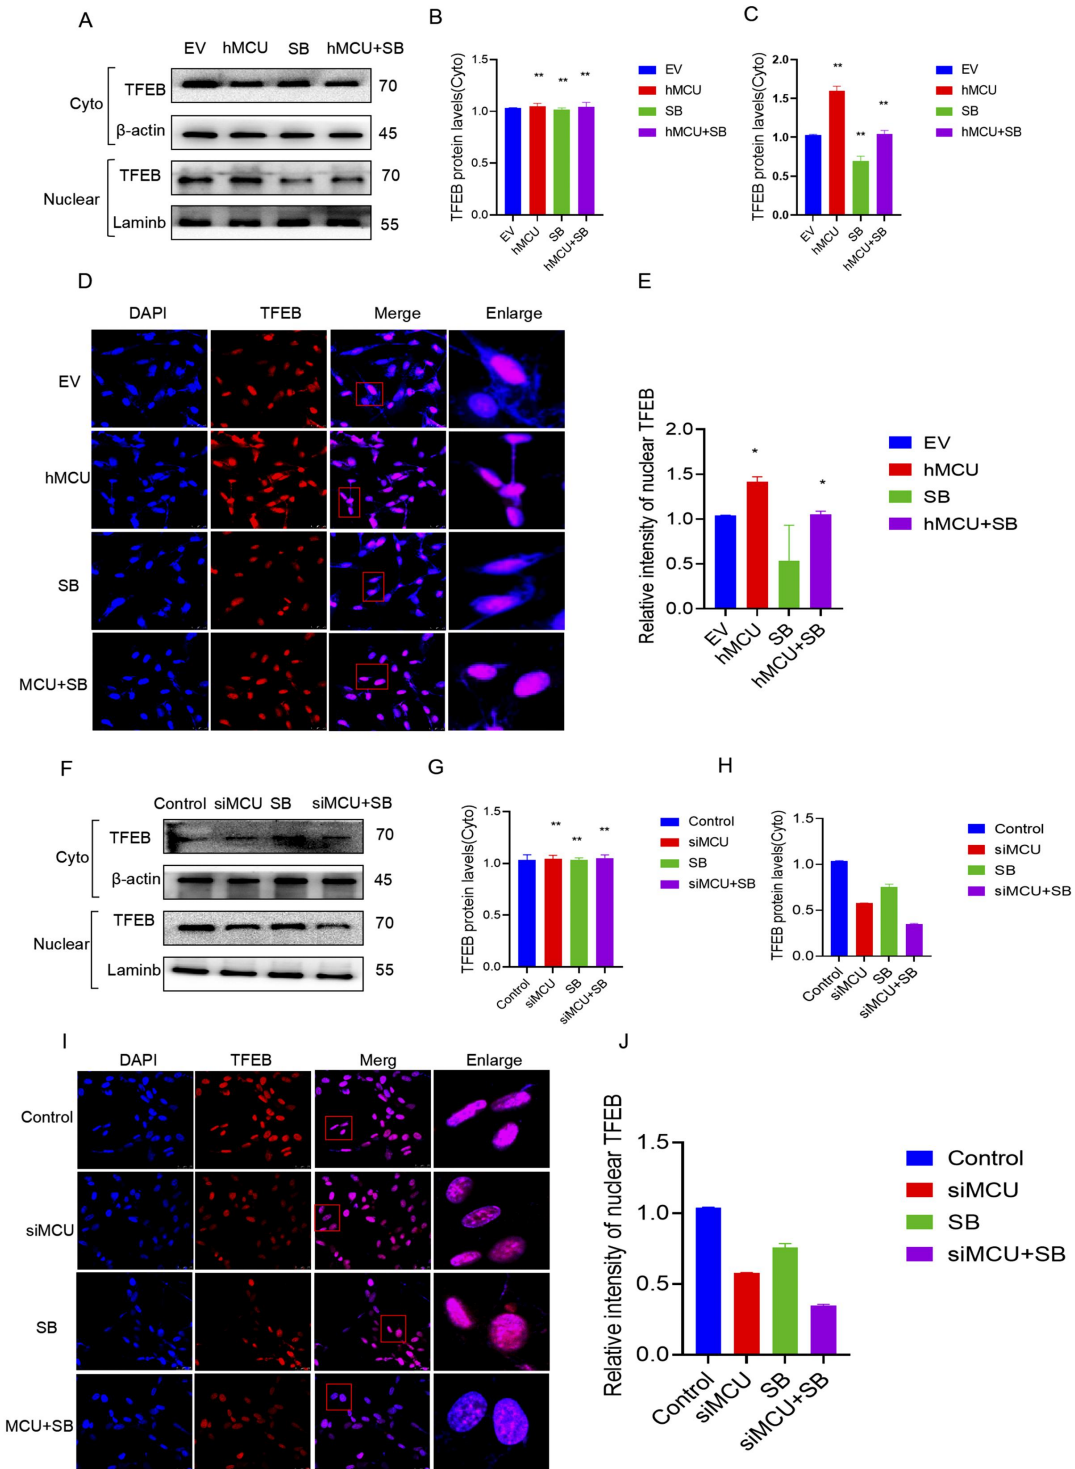 A
EV hMCU SB hMCU+SB
Cyto
TFEB 70
β-actin 45
Nuclear
TFEB 70
Laminb 55
B
TFEB protein levels(Cyto)
1.5
1.0
0.5
0.0
** ** **
EV hMCU SB hMCU+SB
EV
hMCU
SB
hMCU+SB
C
TFEB protein levels(Cyto)
2.0
1.5
1.0
0.5
0.0
** ** **
EV hMCU SB hMCU+SB
EV
hMCU
SB
hMCU+SB
D
DAPI TFEB Merge Enlarge
EV
hMCU
SB
MCU+SB
E
Relative intensity of nuclear TFEB
2.0
1.5
1.0
0.5
0.0
* *
EV hMCU SB hMCU+SB
EV
hMCU
SB
hMCU+SB
F
Control siMCU SB siMCU+SB
Cyto
TFEB 70
β-actin 45
Nuclear
TFEB 70
Laminb 55
G
TFEB protein levels(Cyto)
1.5
1.0
0.5
0.0
** ** **
Control siMCU SB siMCU+SB
Control
siMCU
SB
siMCU+SB
H
TFEB protein levels(Cyto)
1.5
1.0
0.5
0.0
Control siMCU SB siMCU+SB
Control
siMCU
SB
siMCU+SB
I
DAPI TFEB Merg Enlarge
Control
siMCU
SB
MCU+SB
J
Relative intensity of nuclear TFEB
1.5
1.0
0.5
0.0
Control siMCU SB siMCU+SB
Control
siMCU
SB
siMCU+SB